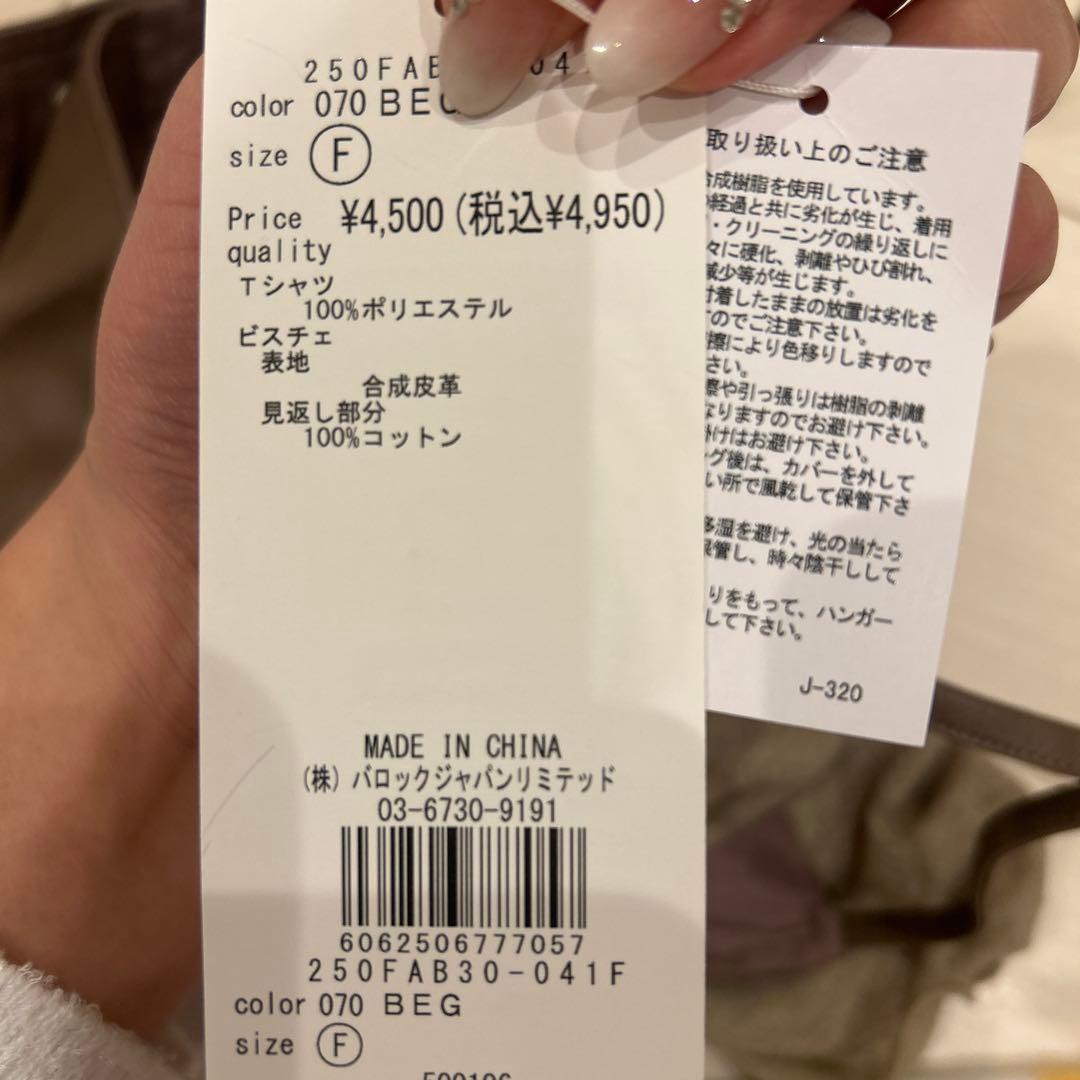 250FAB
color 070 BEG
size F
Price ¥4,500(税込¥4,950)
quality
Tシャツ
100%ポリエステル
ビスチェ
表地
合成皮革
見返し部分
100%コットン
MADE IN CHINA
(株)バロックジャパンリミテッド
03-6730-9191
6062506777057
250FAB30-041F
color 070 BEG
size F
取り扱い上のご注意
合成樹脂を使用しています。
経過と共に劣化が生じ、着用
・クリーニングの繰り返しに
々に硬化、剥離やひび割れ、
減少等が生じます。
付着したままの放置は劣化を
のでご注意下さい。
擦により色移りしますので
さい。
擦や引っ張りは樹脂の剥離
なりますのでお避け下さい。
掛けはお避け下さい。
グ後は、カバーを外して
い所で風乾して保管下さ
多湿を避け、光の当たら
保管し、時々陰干しして
りをもって、ハンガー
して下さい。
J-320